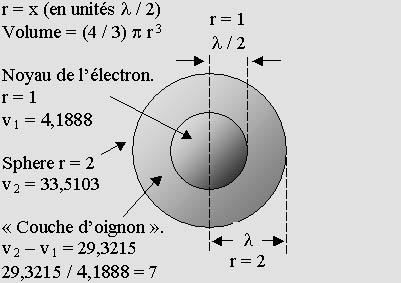 r = x (en unités λ / 2)
Volume = (4 / 3) π r³
r = 1
λ / 2
Noyau de l’électron.
r = 1
v₁ = 4,1888
Sphere r = 2
v₂ = 33,5103
« Couche d’oignon ».
v₂ – v₁ = 29,3215
29,3215 / 4,1888 = 7
λ
r = 2